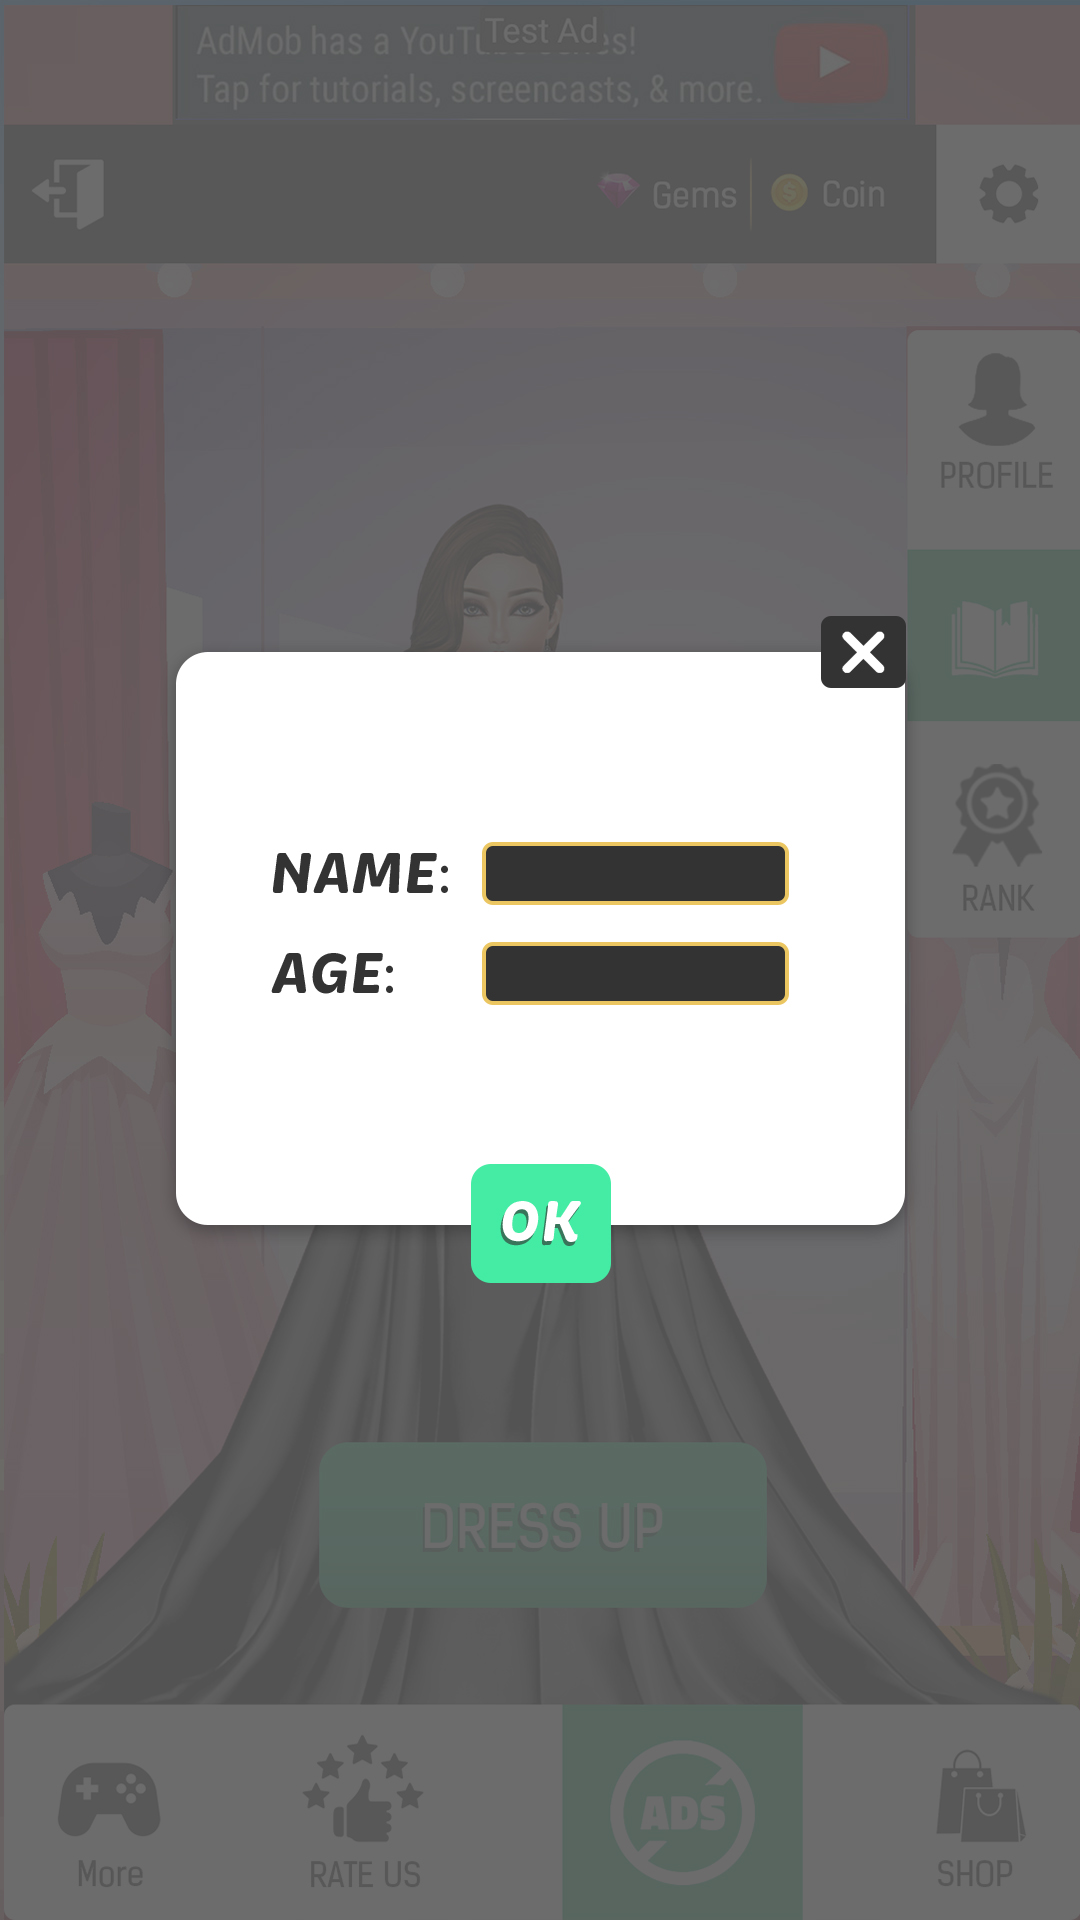 Test Ad
AdMob has a YouTu
s!
Tap for tutorials, screencasts, & more.
Gems
Coin
PROFILE
NAME:
RANK
AGE:
OK
DRESS UP
ADS
More
RATE US
SHOP